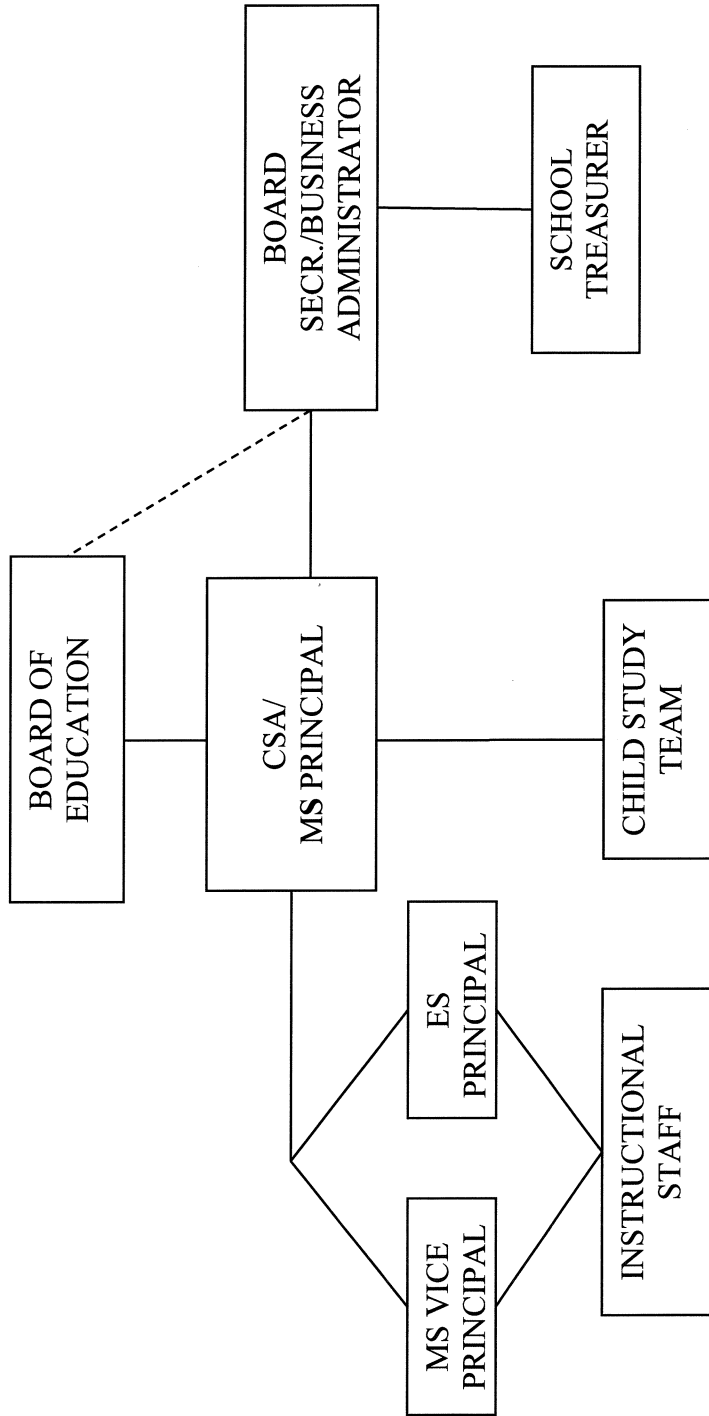 BOARD OF
EDUCATION
CSA/
MS PRINCIPAL
BOARD
SECR./BUSINESS
ADMINISTRATOR
SCHOOL
TREASURER
MS VICE
PRINCIPAL
ES
PRINCIPAL
CHILD STUDY
TEAM
INSTRUCTIONAL
STAFF